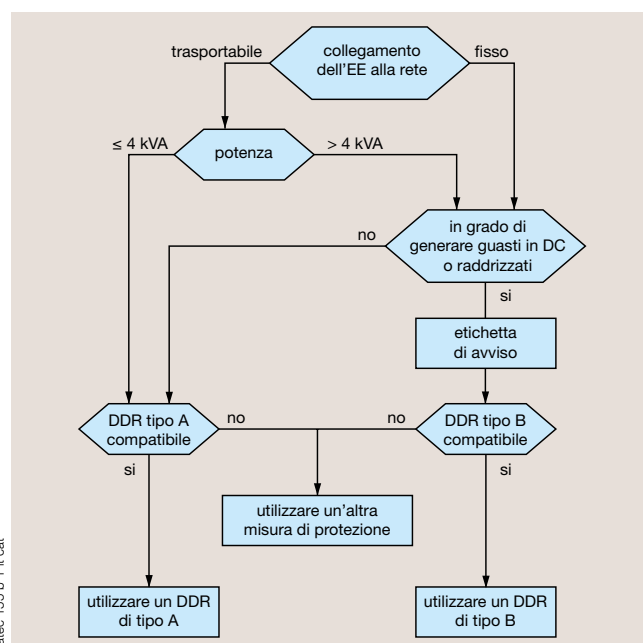 trasportabile
collegamento
dell'EE alla rete
fisso
≤ 4 kVA
potenza
> 4 kVA
no
in grado di
generare guasti in DC
o raddrizzati
si
etichetta
di avviso
DDR tipo A
compatibile
no
no
DDR tipo B
compatibile
si
si
utilizzare un'altra
misura di protezione
utilizzare un DDR
di tipo A
utilizzare un DDR
di tipo B